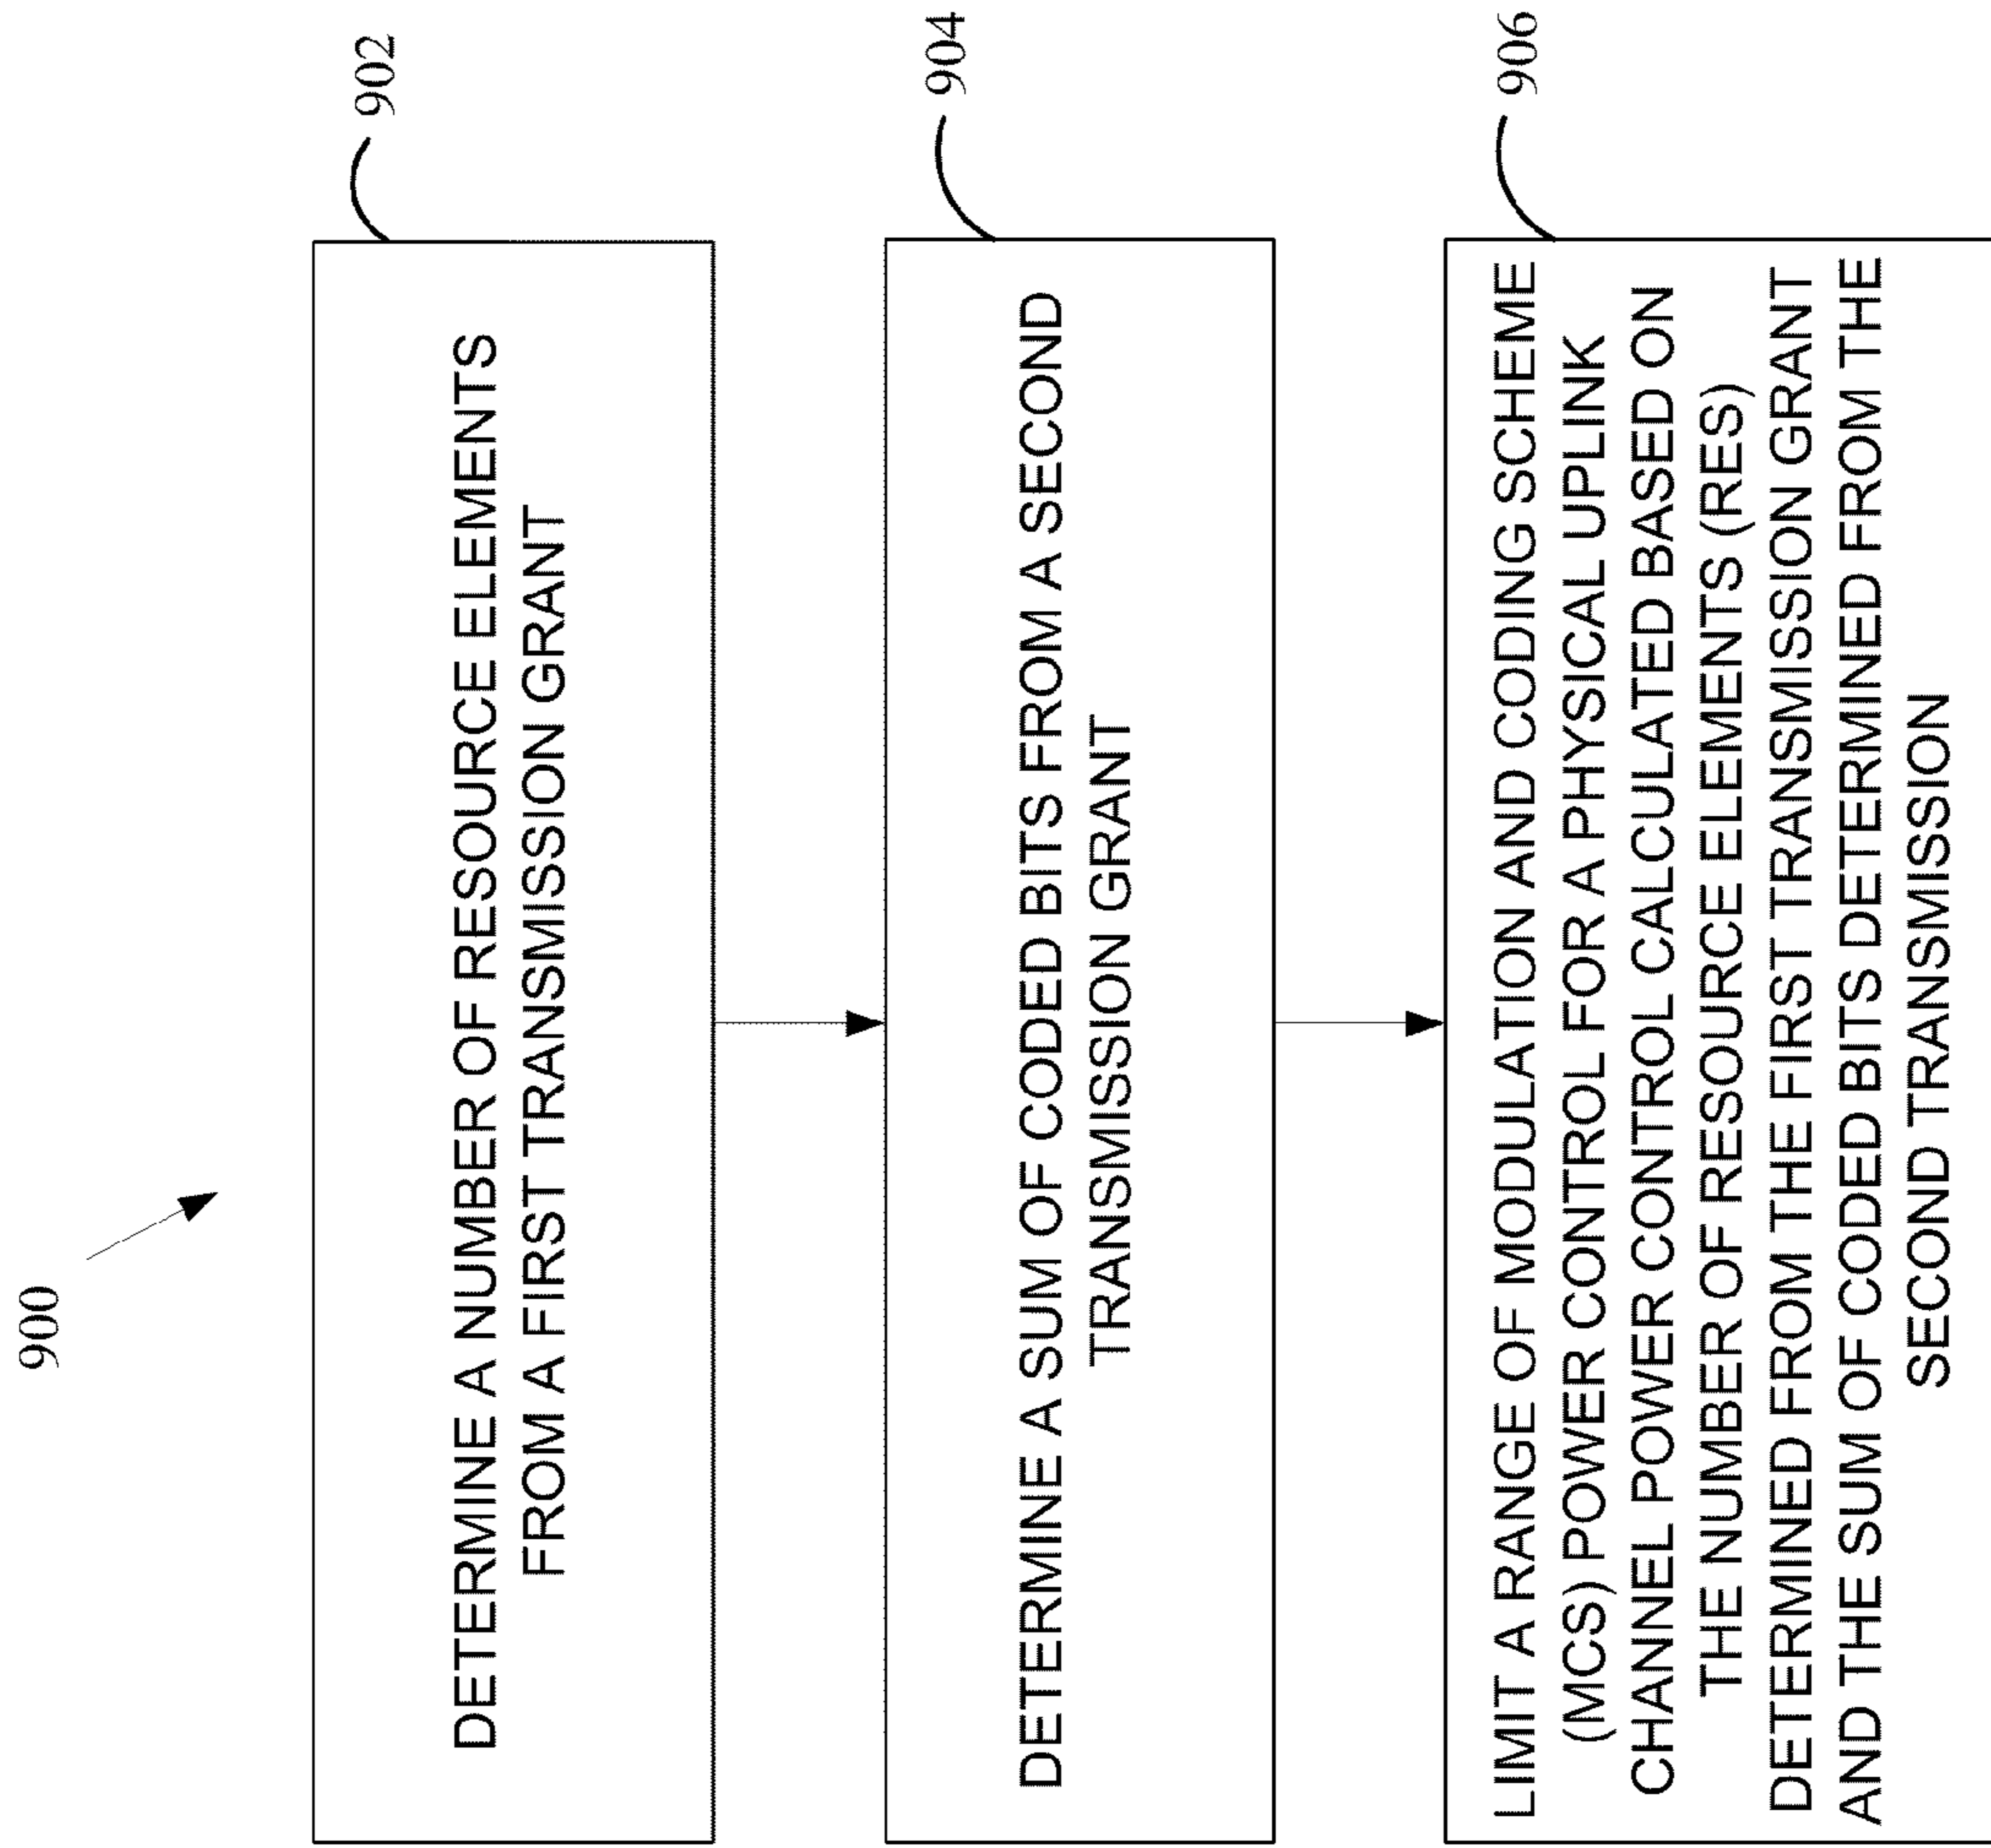 900
902
DETERMINE A NUMBER OF RESOURCE ELEMENTS
FROM A FIRST TRANSMISSION GRANT
904
DETERMINE A SUM OF CODED BITS FROM A SECOND
TRANSMISSION GRANT
906
LIMIT A RANGE OF MODULATION AND CODING SCHEME
(MCS) POWER CONTROL FOR A PHYSICAL UPLINK
CHANNEL POWER CONTROL CALCULATED BASED ON
THE NUMBER OF RESOURCE ELEMENTS (RES)
DETERMINED FROM THE FIRST TRANSMISSION GRANT
AND THE SUM OF CODED BITS DETERMINED FROM THE
SECOND TRANSMISSION